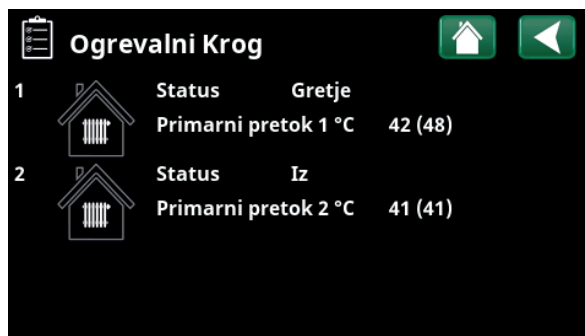 Ogrevalni Krog
1 Status Gretje
Primarni pretok 1 °C 42 (48)
2 Status Iz
Primarni pretok 2 °C 41 (41)